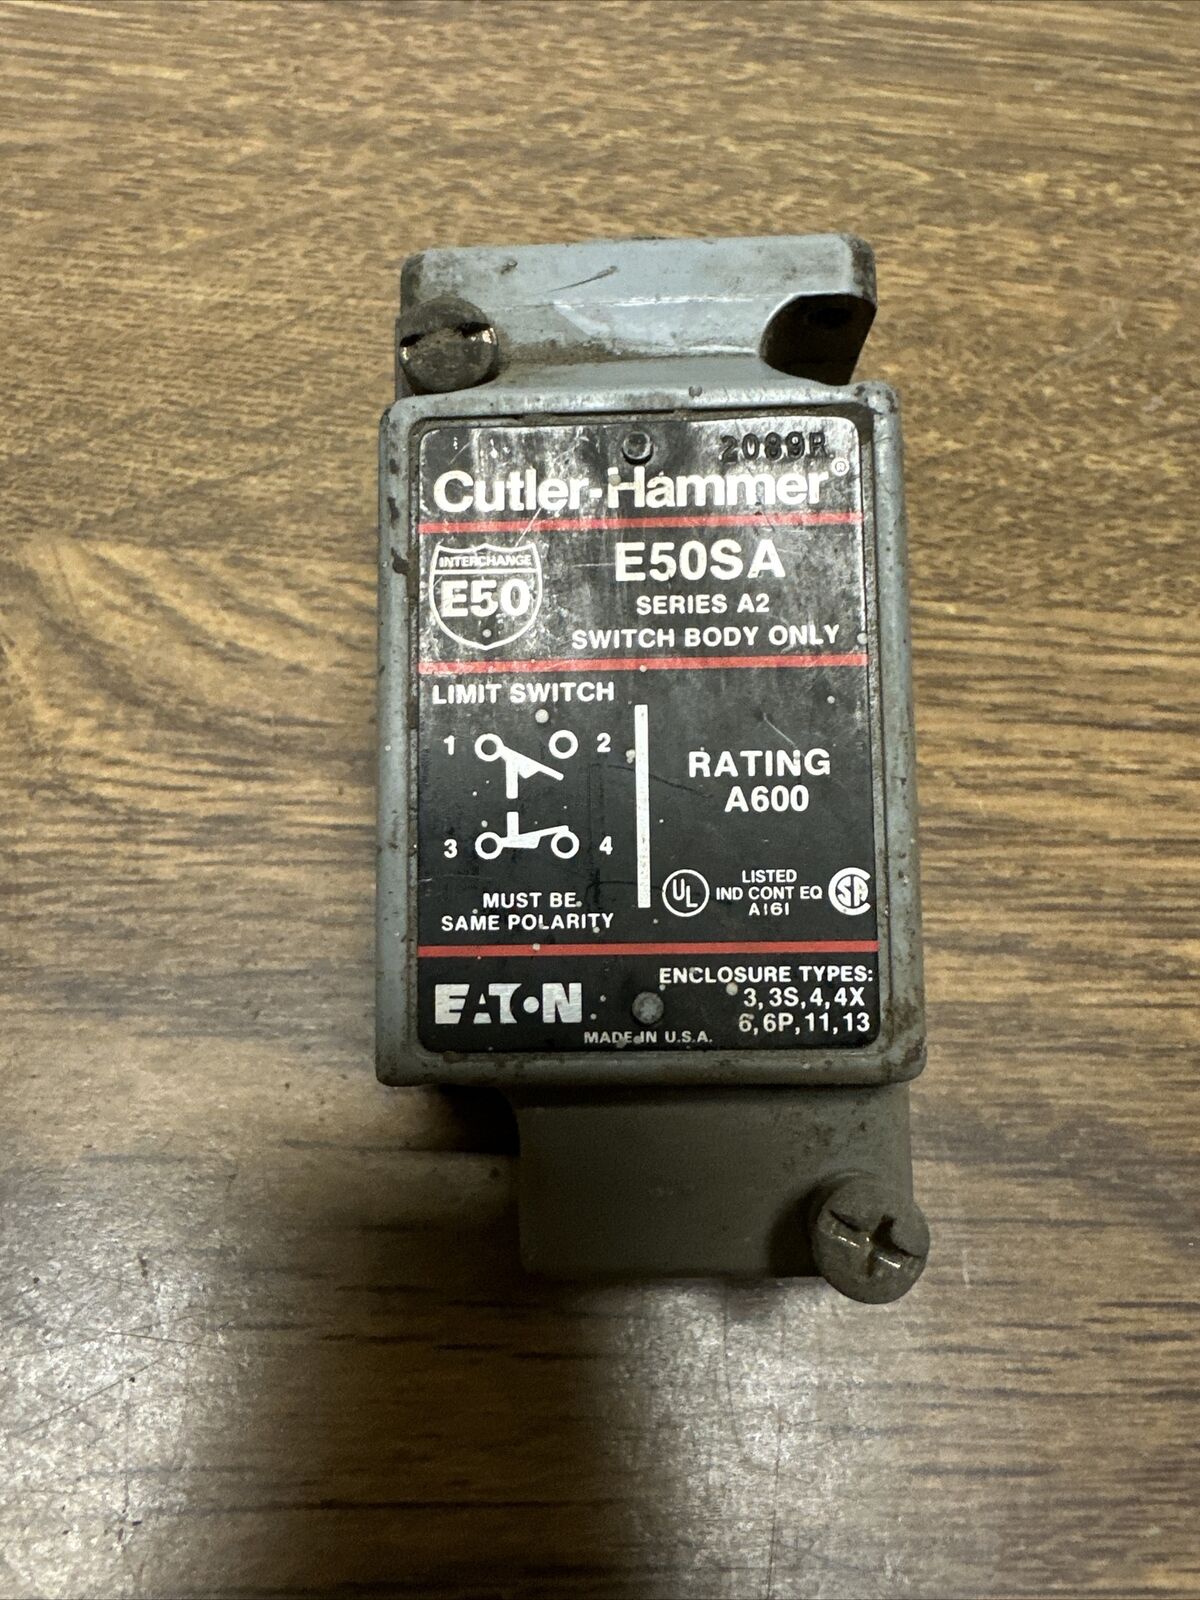 2089R
Cutler-Hammer®
INTERCHANGE
E50
E50SA
SERIES A2
SWITCH BODY ONLY
LIMIT SWITCH
1 2
3 4
MUST BE
SAME POLARITY
RATING
A600
UL
LISTED
IND CONT EQ
A161
SA
EATON
ENCLOSURE TYPES:
3, 3S, 4, 4X
6, 6P, 11, 13
MADE IN U.S.A.